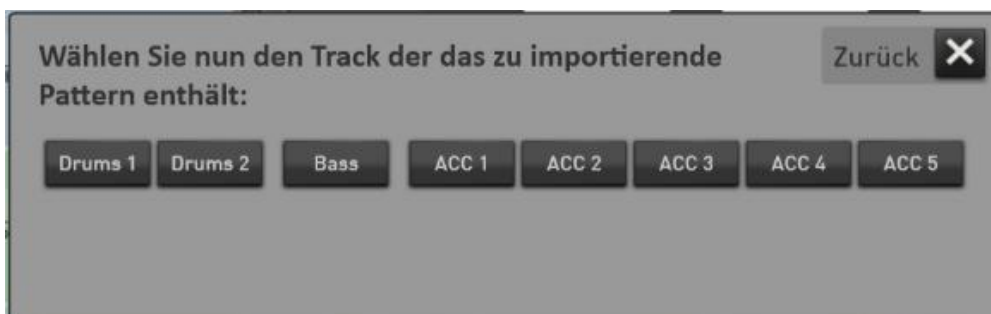 Wählen Sie nun den Track der das zu importierende
Pattern enthält:
Zurück
Drums 1 Drums 2 Bass ACC 1 ACC 2 ACC 3 ACC 4 ACC 5